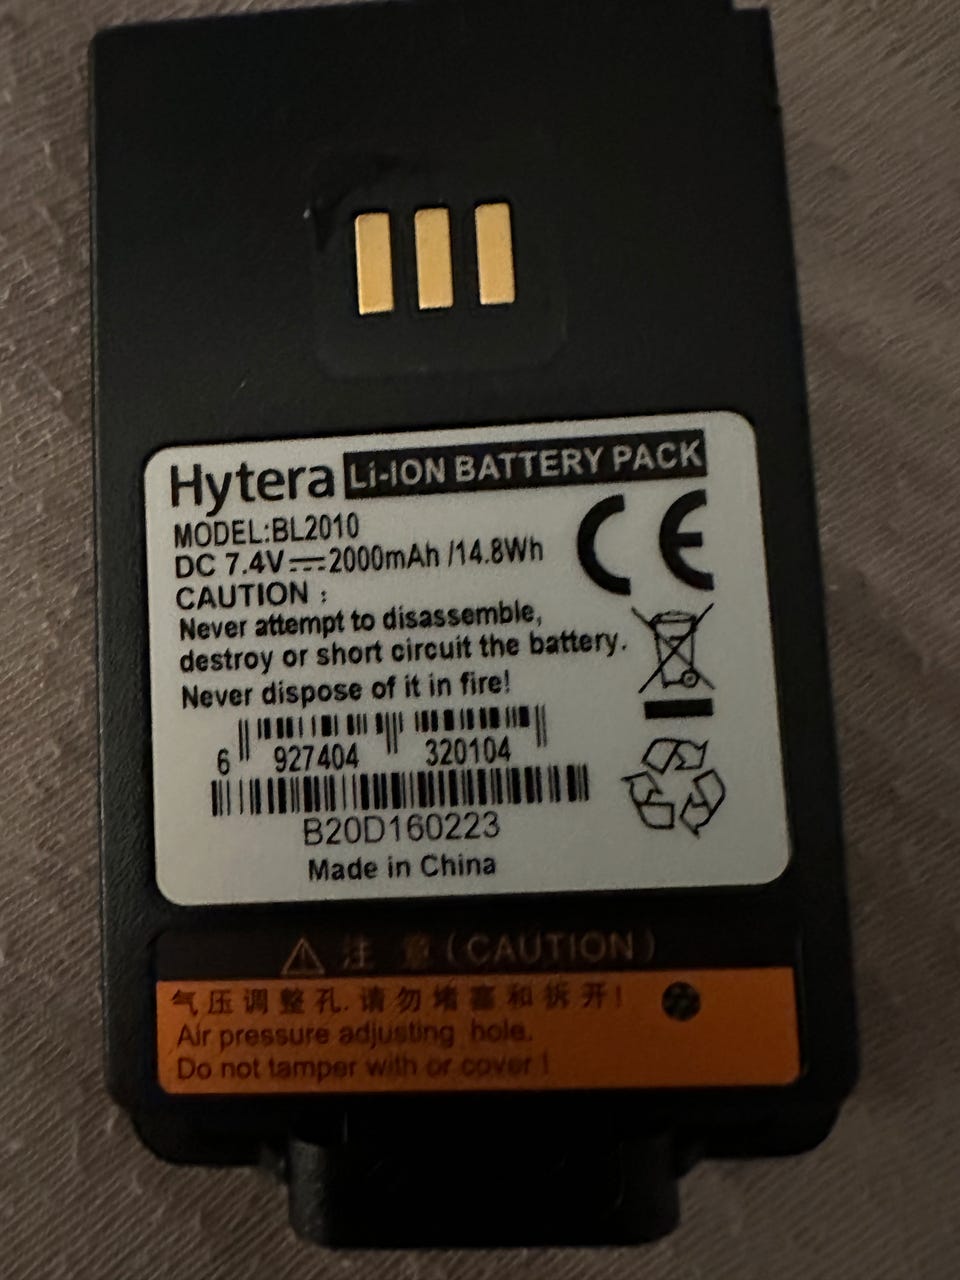 Hytera Li-ION BATTERY PACK
MODEL:BL2010
DC 7.4V⎓2000mAh /14.8Wh
CAUTION :
Never attempt to disassemble,
destroy or short circuit the battery.
Never dispose of it in fire!
CE
6 927404 320104
B20D160223
Made in China
注 意(CAUTION)
气压调整孔.请勿堵塞和拆开!
Air pressure adjusting hole.
Do not tamper with or cover !